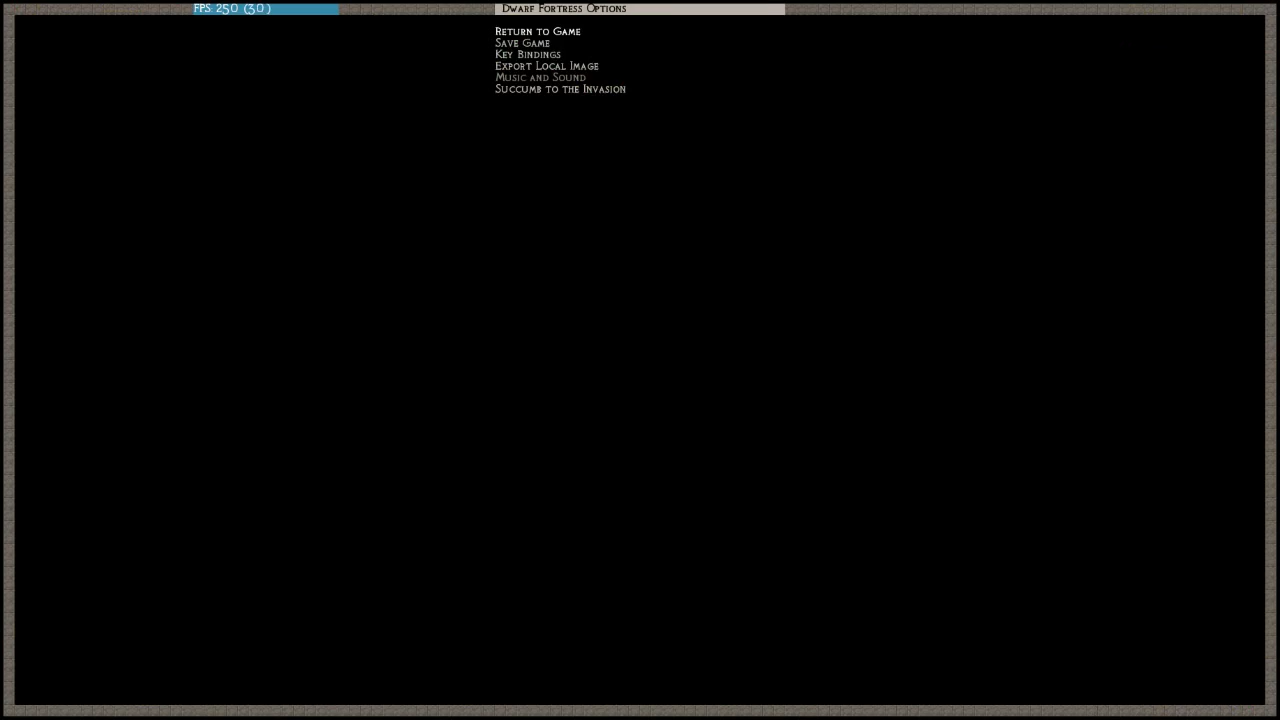 FPS: 250 (30)
Dwarf Fortress Options
Return to Game
Save Game
Key Bindings
Export Local Image
Music and Sound
Succumb to the Invasion